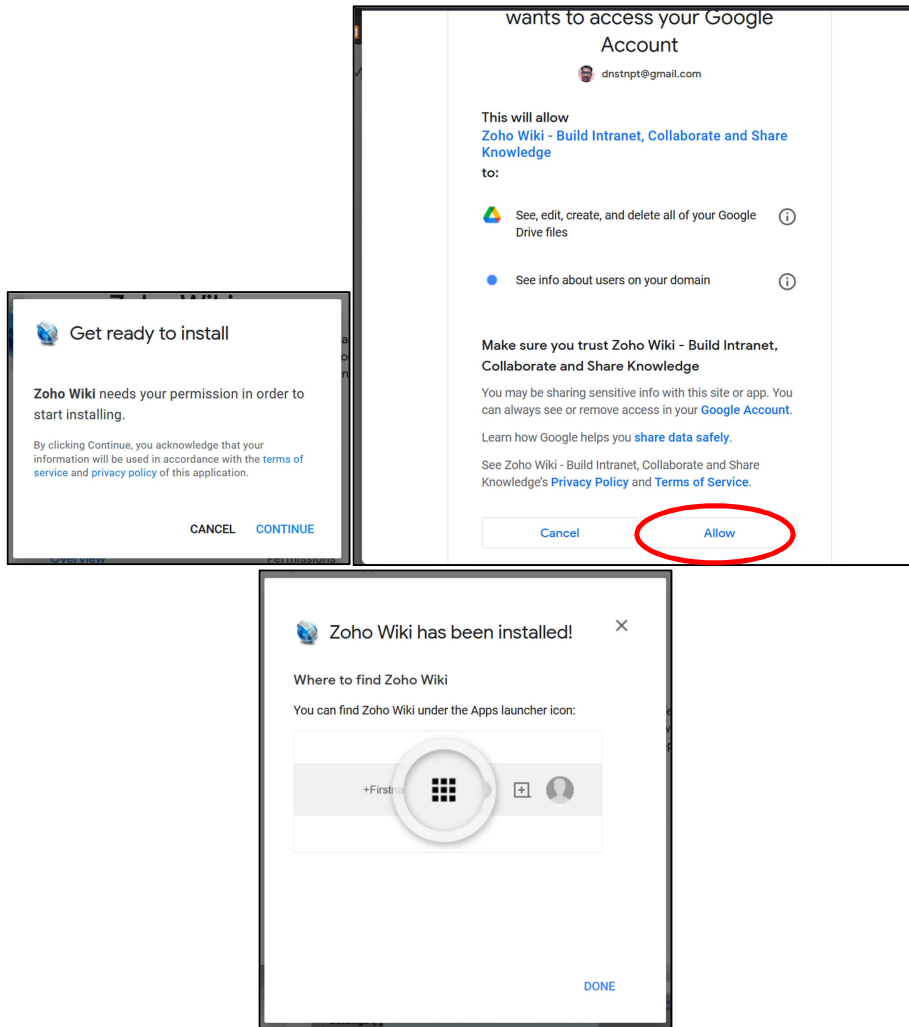 wants to access your Google
Account
dnstnpt@gmail.com
This will allow
Zoho Wiki - Build Intranet, Collaborate and Share
Knowledge
to:
See, edit, create, and delete all of your Google
Drive files
See info about users on your domain
Make sure you trust Zoho Wiki - Build Intranet,
Collaborate and Share Knowledge
You may be sharing sensitive info with this site or app. You
can always see or remove access in your Google Account.
Learn how Google helps you share data safely.
See Zoho Wiki - Build Intranet, Collaborate and Share
Knowledge's Privacy Policy and Terms of Service.
Cancel Allow
Get ready to install
Zoho Wiki needs your permission in order to
start installing.
By clicking Continue, you acknowledge that your
information will be used in accordance with the terms of
service and privacy policy of this application.
CANCEL CONTINUE
Overview Permissions
Zoho Wiki has been installed!
Where to find Zoho Wiki
You can find Zoho Wiki under the Apps launcher icon:
DONE